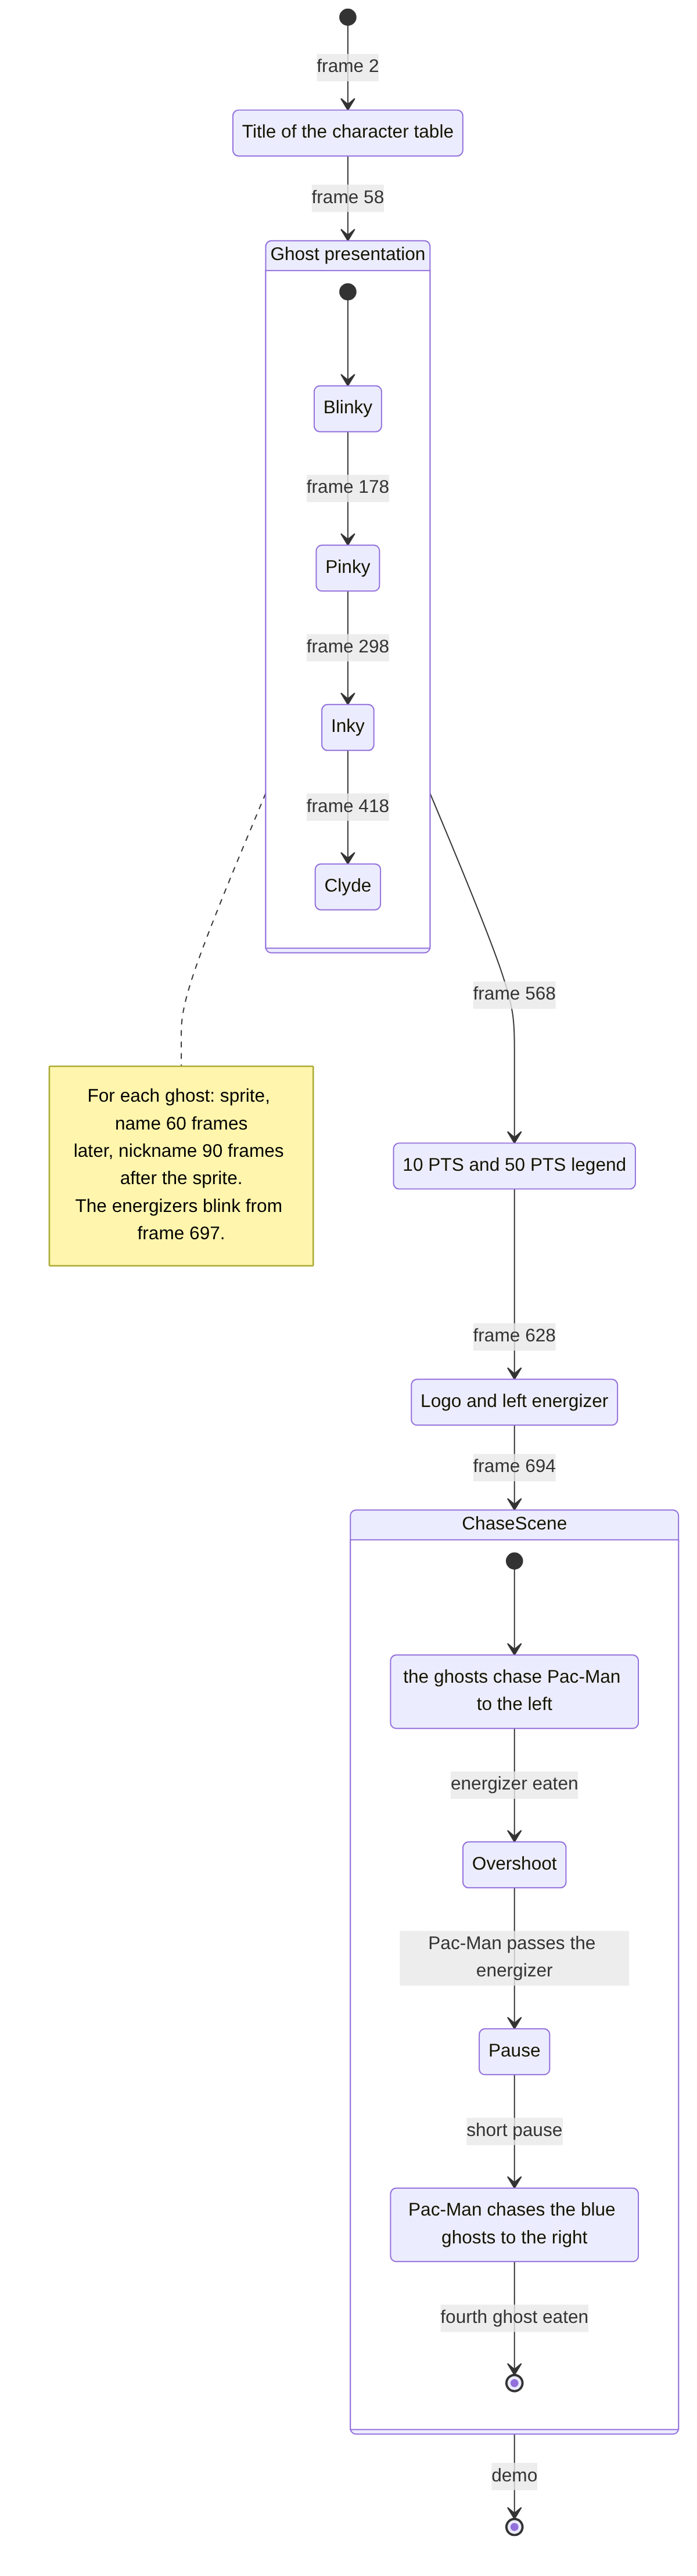 frame 2
Title of the character table
frame 58
Ghost presentation
Blinky
frame 178
Pinky
frame 298
Inky
frame 418
Clyde
frame 568
For each ghost: sprite,
name 60 frames
later, nickname 90 frames
after the sprite.
The energizers blink from
frame 697.
10 PTS and 50 PTS legend
frame 628
Logo and left energizer
frame 694
ChaseScene
the ghosts chase Pac-Man
to the left
energizer eaten
Overshoot
Pac-Man passes the
energizer
Pause
short pause
Pac-Man chases the blue
ghosts to the right
fourth ghost eaten
demo